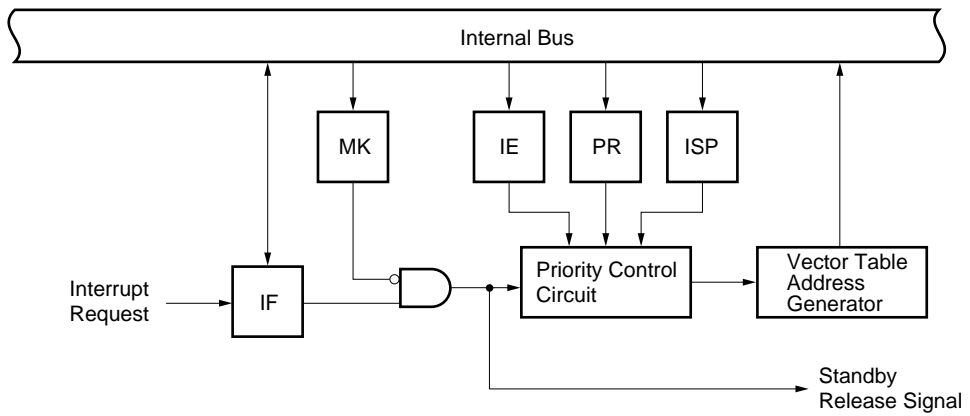 Internal Bus
MK
IE
PR
ISP
Interrupt
Request
IF
Priority Control
Circuit
Vector Table
Address
Generator
Standby
Release Signal